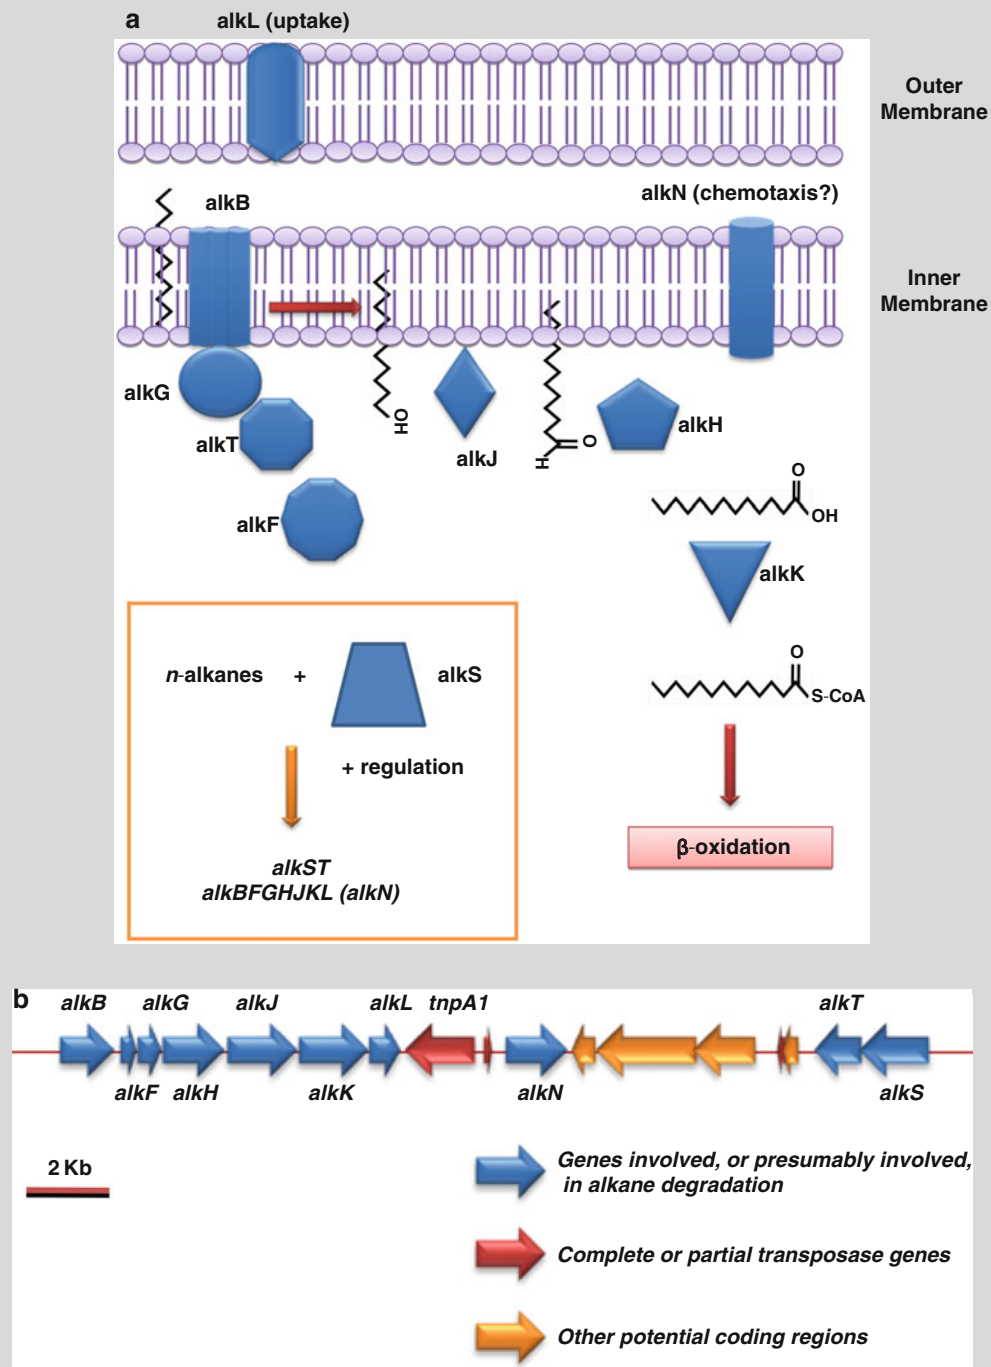 a
alkL (uptake)
Outer
Membrane
alkN (chemotaxis?)
alkB
Inner
Membrane
alkG
alkT
OH
alkJ
H
O
alkH
alkF
O
OH
alkK
n-alkanes + alkS
O
S-CoA
+ regulation
β-oxidation
alkST
alkBFGHJKL (alkN)
b
alkB alkG alkJ alkL tnpA1 alkT
alkF alkH alkK alkN alkS
2 Kb
Genes involved, or presumably involved,
in alkane degradation
Complete or partial transposase genes
Other potential coding regions